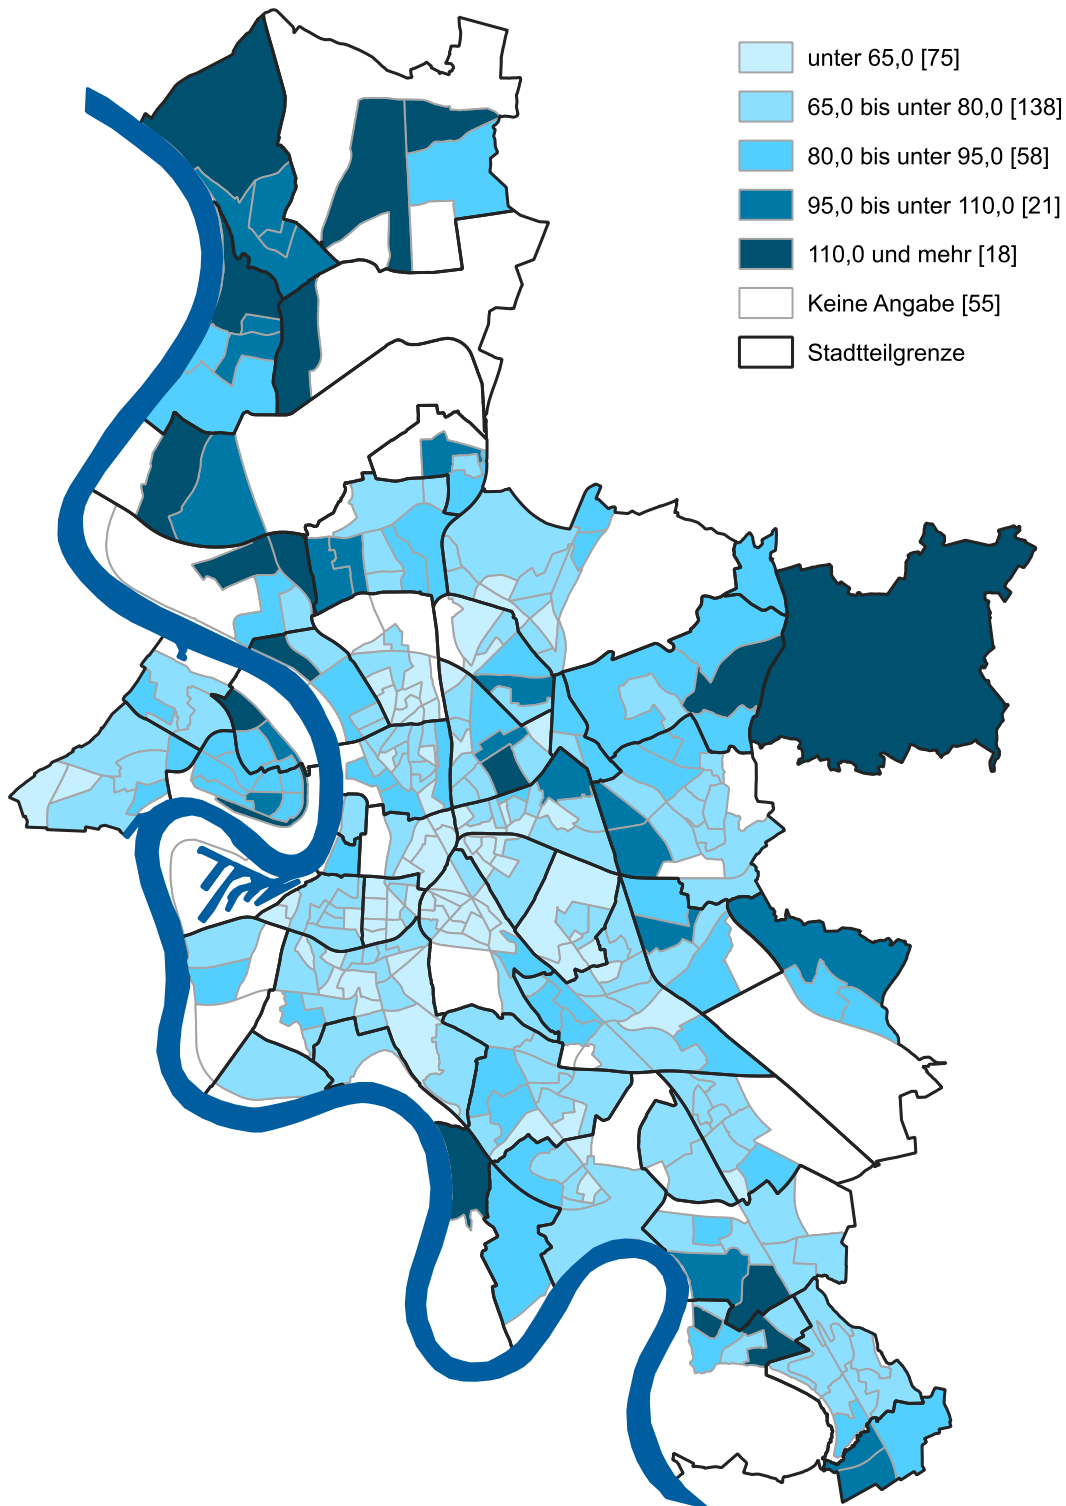 unter 65,0 [75]
65,0 bis unter 80,0 [138]
80,0 bis unter 95,0 [58]
95,0 bis unter 110,0 [21]
110,0 und mehr [18]
Keine Angabe [55]
Stadtteilgrenze